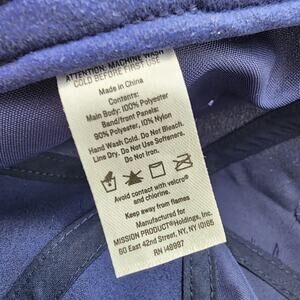 ATTENTION: MACHINE WASH
COLD BEFORE FIRST USE
Made in China
Contents:
Main Body: 100% Polyester
Band/front Panels:
90% Polyester, 10% Nylon
Hand Wash Cold. Do Not Bleach.
Line Dry. Do Not Use Softeners.
Do Not Iron.
Avoid contact with velcro®
and chlorine.
Keep away from flames
Manufactured for
MISSION PRODUCT®Holdings, Inc.
60 East 42nd Street, NY, NY 10165
RN 148987